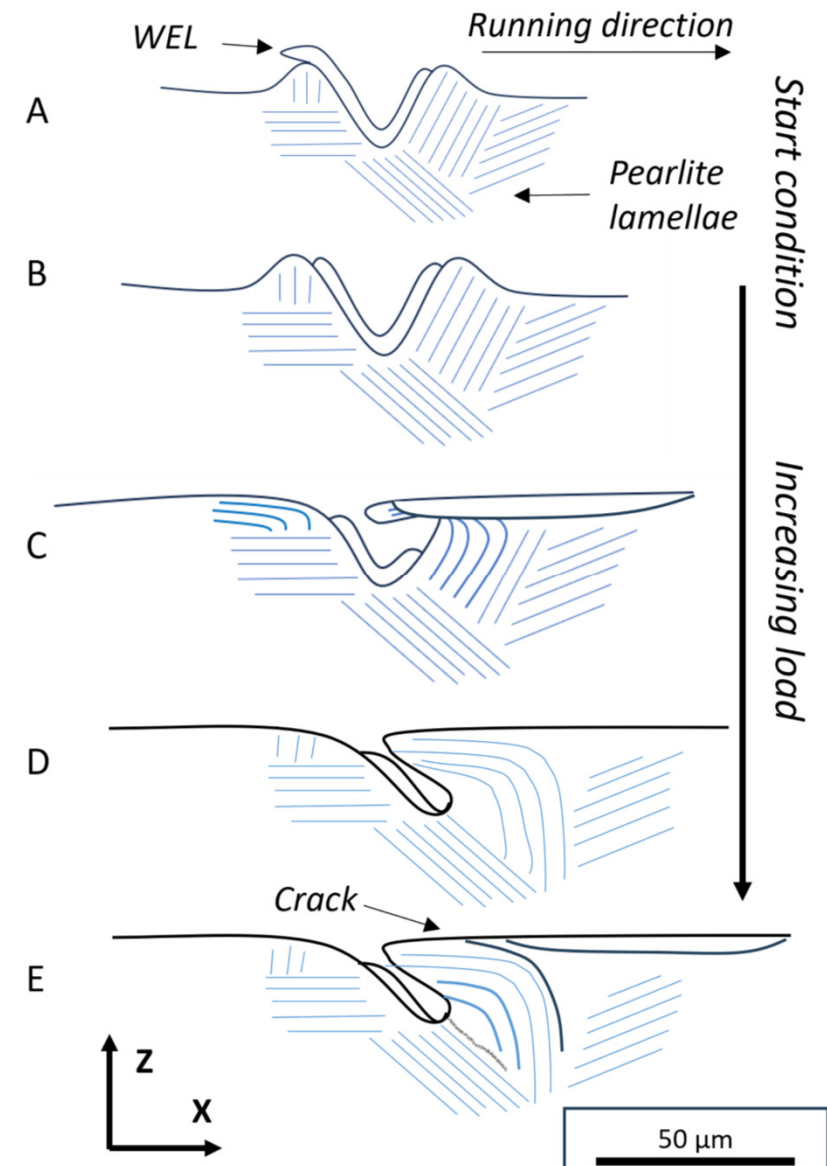 WEL
Running direction
A
Pearlite
lamellae
Start condition
B
C
Increasing load
D
Crack
E
Z
X
50 µm